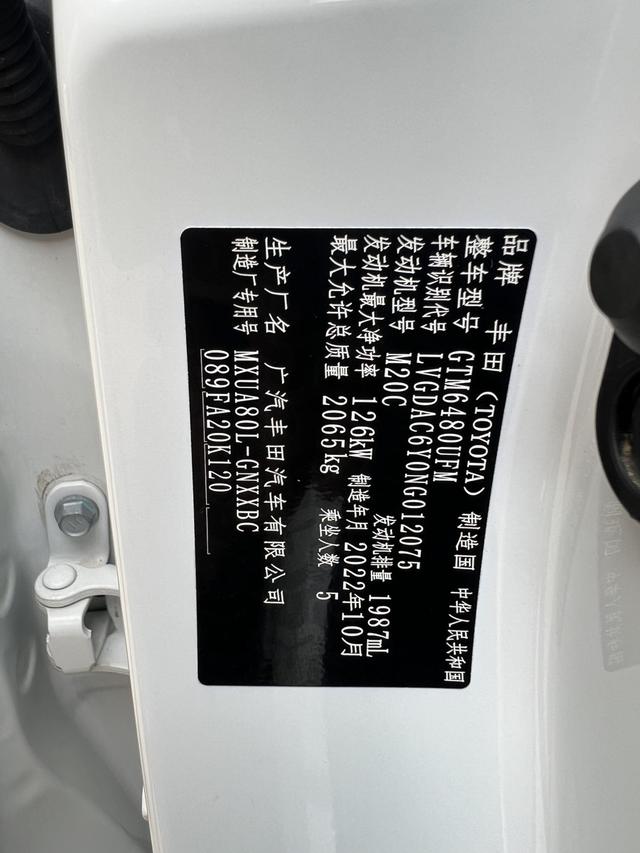 品牌 丰田（TOYOTA） 制造国 中华人民共和国
整车型号 GTM6480UFM
车辆识别代号 LVGDAC6Y0NG012075
发动机型号 M20C 发动机排量 1987mL
发动机最大净功率 126kW 制造年月 2022年10月
最大允许总质量 2065kg 乘坐人数 5
生产厂名 广汽丰田汽车有限公司
制造厂专用号 MXUA80L-GNXXBC
089FA20K120